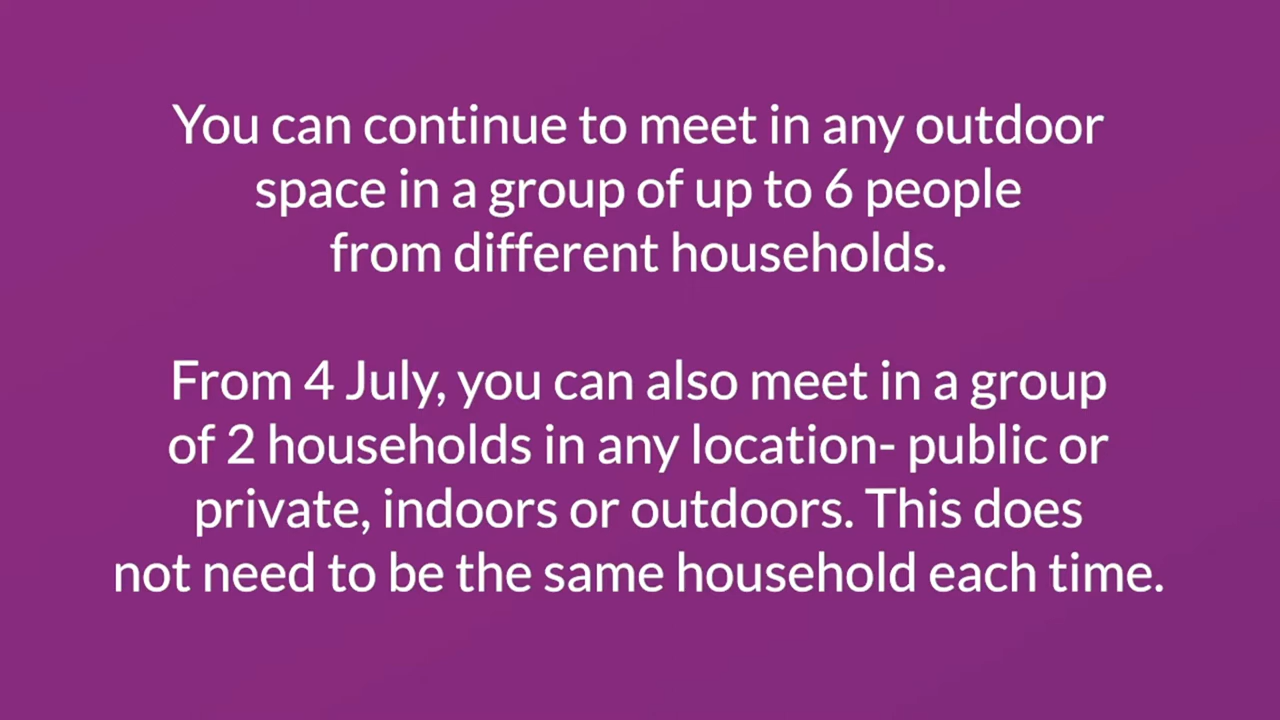 You can continue to meet in any outdoor
space in a group of up to 6 people
from different households.
From 4 July, you can also meet in a group
of 2 households in any location- public or
private, indoors or outdoors. This does
not need to be the same household each time.